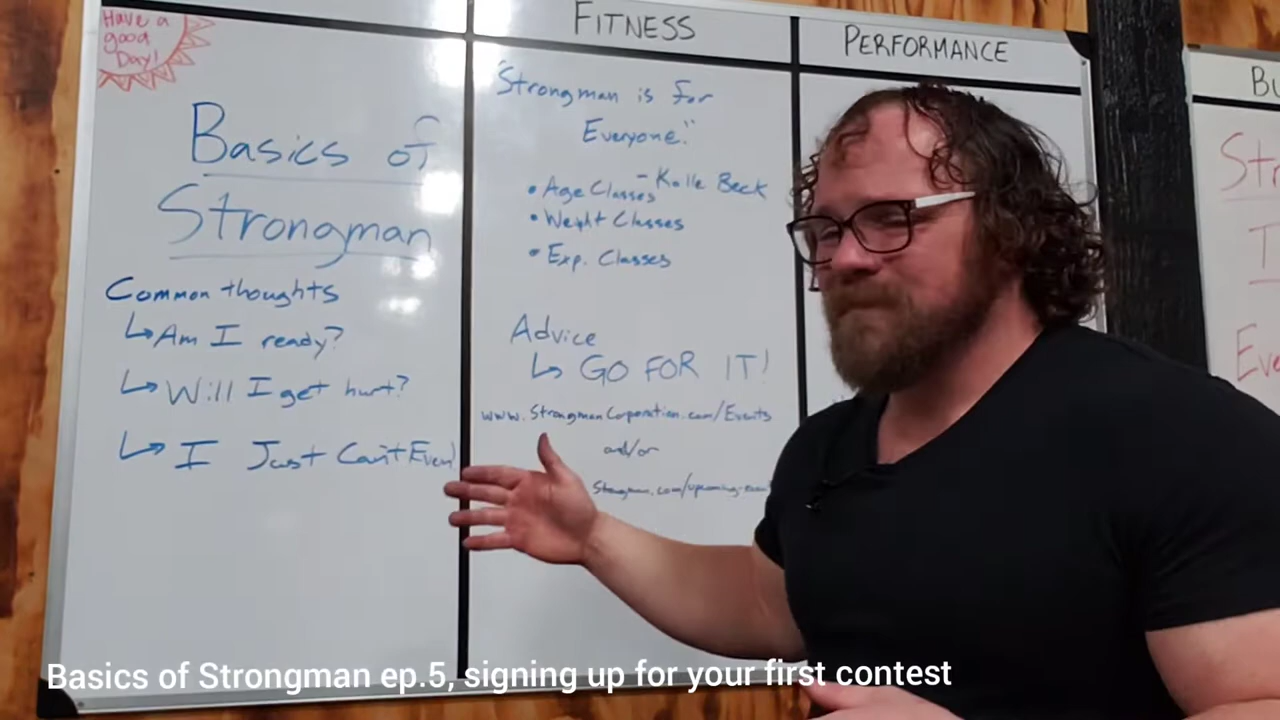 Have a
good
Day!
Basics of
Strongman
Common thoughts
↳ Am I ready?
↳ Will I get hurt?
↳ I Just Can't Even!
FITNESS
"Strongman is for
Everyone."
- Kalle Beck
• Age Classes
• Weight Classes
• Exp. Classes
Advice
↳ GO FOR IT!
www.StrongmanCorporation.com/Events
and/or
PERFORMANCE
Basics of Strongman ep.5, signing up for your first contest